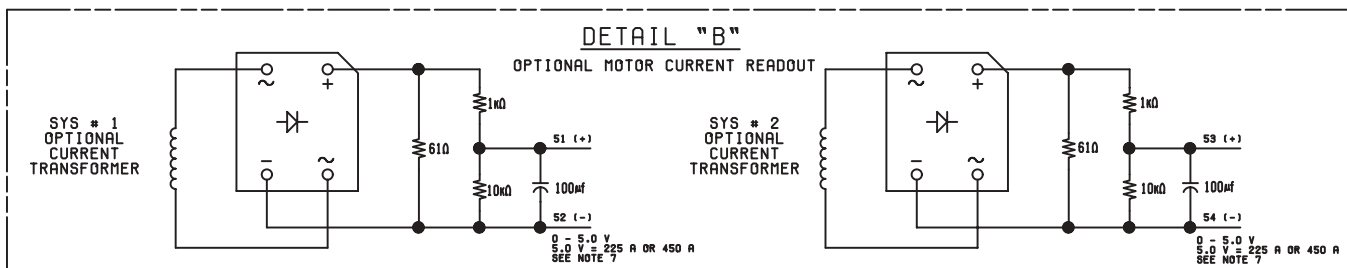 DETAIL "B"
OPTIONAL MOTOR CURRENT READOUT
SYS # 1
OPTIONAL
CURRENT
TRANSFORMER
~
+
−
~
61Ω
1kΩ
10kΩ
100µf
51 (+)
52 (-)
0 - 5.0 V
5.0 V = 225 A OR 450 A
SEE NOTE 7
SYS # 2
OPTIONAL
CURRENT
TRANSFORMER
~
+
−
~
61Ω
1kΩ
10kΩ
100µf
53 (+)
54 (-)
0 - 5.0 V
5.0 V = 225 A OR 450 A
SEE NOTE 7